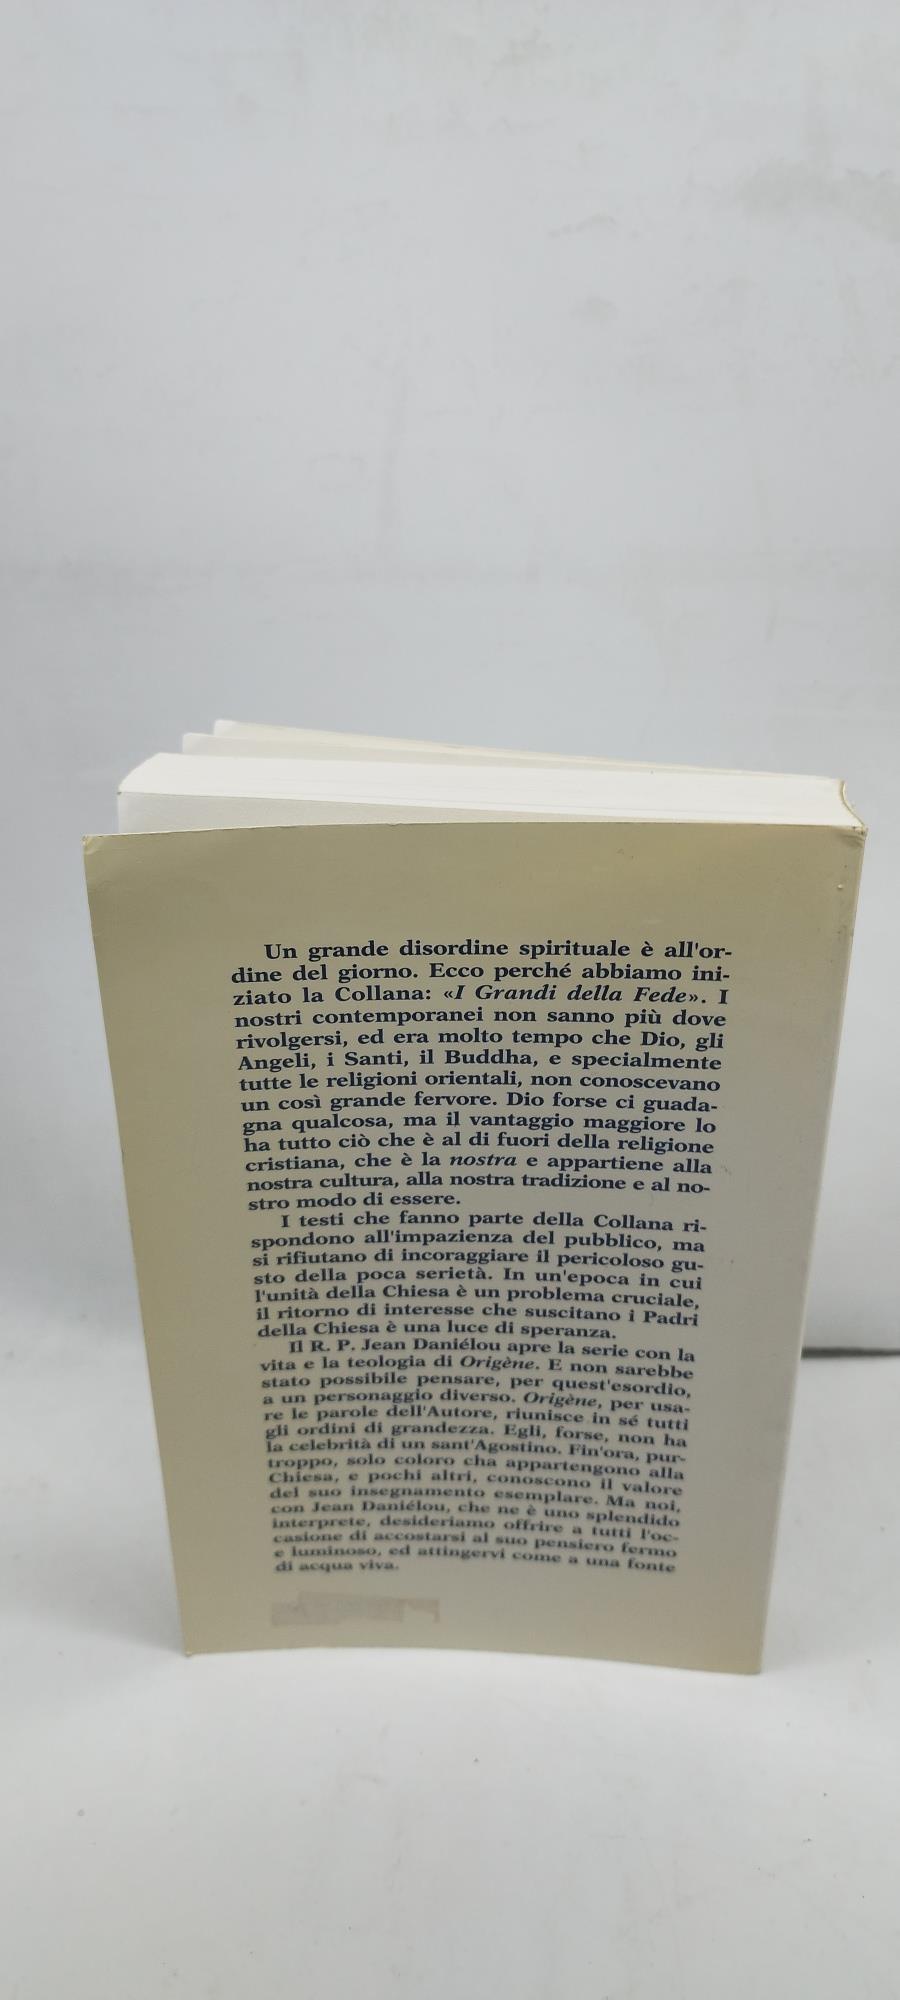 Un grande disordine spirituale è all'or-
dine del giorno. Ecco perché abbiamo ini-
ziato la Collana: «I Grandi della Fede». I
nostri contemporanei non sanno più dove
rivolgersi, ed era molto tempo che Dio, gli
Angeli, i Santi, il Buddha, e specialmente
tutte le religioni orientali, non conoscevano
un così grande fervore. Dio forse ci guada-
gna qualcosa, ma il vantaggio maggiore lo
ha tutto ciò che è al di fuori della religione
cristiana, che è la nostra e appartiene alla
nostra cultura, alla nostra tradizione e al no-
stro modo di essere.
I testi che fanno parte della Collana ri-
spondono all'impazienza del pubblico, ma
si rifiutano di incoraggiare il pericoloso gu-
sto della poca serietà. In un'epoca in cui
l'unità della Chiesa è un problema cruciale,
il ritorno di interesse che suscitano i Padri
della Chiesa è una luce di speranza.
Il R. P. Jean Daniélou apre la serie con la
vita e la teologia di Origène. E non sarebbe
stato possibile pensare, per quest'esordio,
a un personaggio diverso. Origène, per usa-
re le parole dell'Autore, riunisce in sé tutti
gli ordini di grandezza. Egli, forse, non ha
la celebrità di un sant'Agostino. Fin'ora, pur-
troppo, solo coloro cha appartengono alla
Chiesa, e pochi altri, conoscono il valore
del suo insegnamento esemplare. Ma noi,
con Jean Daniélou, che ne è uno splendido
interprete, desideriamo offrire a tutti l'oc-
casione di accostarsi al suo pensiero fermo
e luminoso, ed attingervi come a una fonte
di acqua viva.